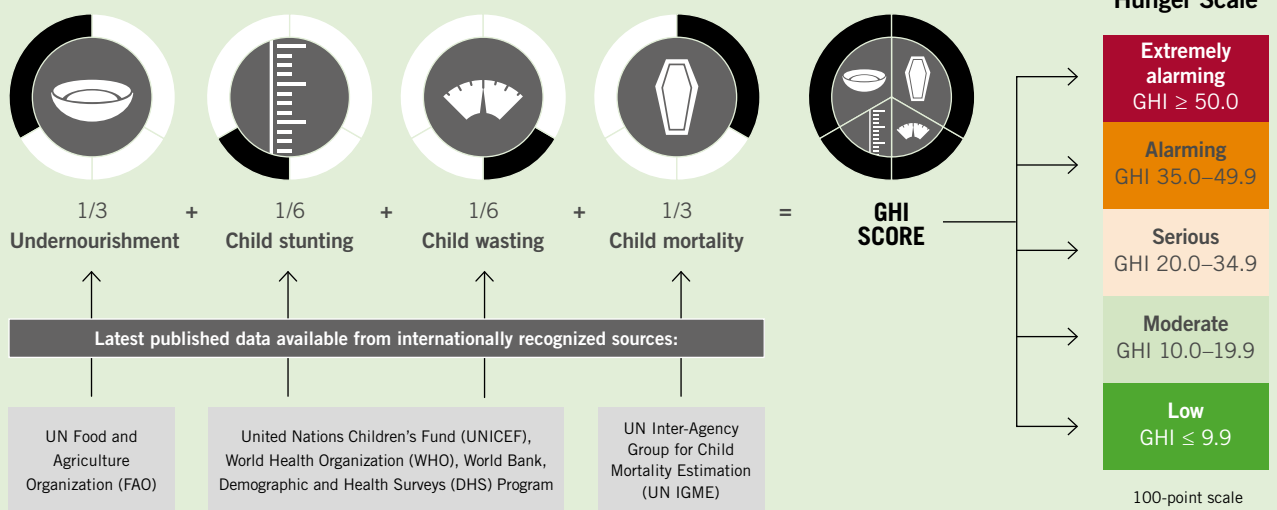 Hunger Scale
1/3 + 1/6 + 1/6 + 1/3 = GHI
SCORE
Undernourishment Child stunting Child wasting Child mortality
Latest published data available from internationally recognized sources:
UN Food and
Agriculture
Organization (FAO)
United Nations Children’s Fund (UNICEF),
World Health Organization (WHO), World Bank,
Demographic and Health Surveys (DHS) Program
UN Inter-Agency
Group for Child
Mortality Estimation
(UN IGME)
Extremely
alarming
GHI ≥ 50.0
Alarming
GHI 35.0–49.9
Serious
GHI 20.0–34.9
Moderate
GHI 10.0–19.9
Low
GHI ≤ 9.9
100-point scale